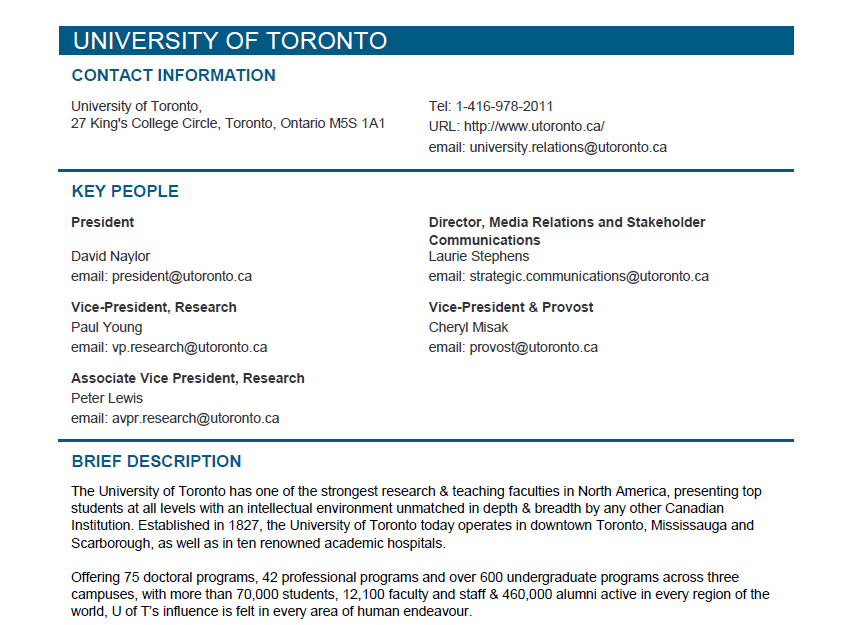 UNIVERSITY OF TORONTO
CONTACT INFORMATION
University of Toronto,
27 King's College Circle, Toronto, Ontario M5S 1A1
Tel: 1-416-978-2011
URL: http://www.utoronto.ca/
email: university.relations@utoronto.ca
KEY PEOPLE
President
David Naylor
email: president@utoronto.ca
Director, Media Relations and Stakeholder
Communications
Laurie Stephens
email: strategic.communications@utoronto.ca
Vice-President, Research
Paul Young
email: vp.research@utoronto.ca
Vice-President & Provost
Cheryl Misak
email: provost@utoronto.ca
Associate Vice President, Research
Peter Lewis
email: avpr.research@utoronto.ca
BRIEF DESCRIPTION
The University of Toronto has one of the strongest research & teaching faculties in North America, presenting top
students at all levels with an intellectual environment unmatched in depth & breadth by any other Canadian
Institution. Established in 1827, the University of Toronto today operates in downtown Toronto, Mississauga and
Scarborough, as well as in ten renowned academic hospitals.
Offering 75 doctoral programs, 42 professional programs and over 600 undergraduate programs across three
campuses, with more than 70,000 students, 12,100 faculty and staff & 460,000 alumni active in every region of the
world, U of T’s influence is felt in every area of human endeavour.